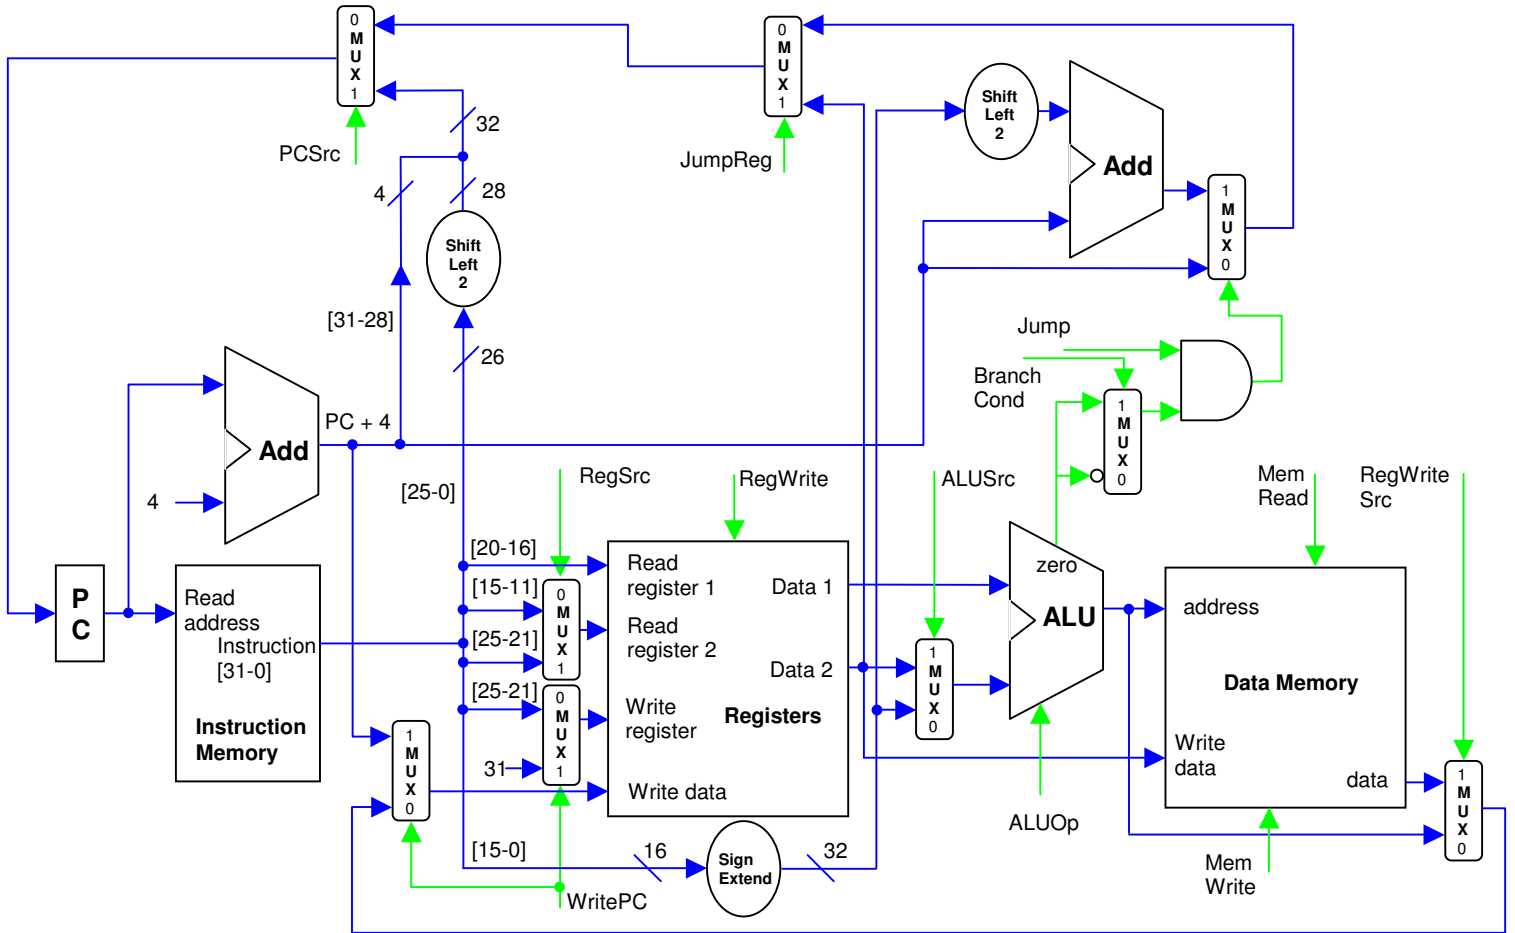 0
M
U
X
1
PCSrc
32
4
28
Shift
Left
2
[31-28]
26
0
M
U
X
1
JumpReg
Shift
Left
2
Add
1
M
U
X
0
Jump
Branch
Cond
1
M
U
X
0
PC + 4
Add
4
[25-0]
RegSrc
RegWrite
ALUSrc
Mem
Read
RegWrite
Src
P
C
Read
address
Instruction
[31-0]
Instruction
Memory
[20-16]
[15-11]
[25-21]
[25-21]
0
M
U
X
1
0
M
U
X
1
31
Read
register 1
Read
register 2
Write
register
Write data
Data 1
Data 2
Registers
1
M
U
X
0
zero
ALU
ALUOp
address
Data Memory
Write
data
data
1
M
U
X
0
1
M
U
X
0
[15-0]
16
Sign
Extend
32
WritePC
Mem
Write